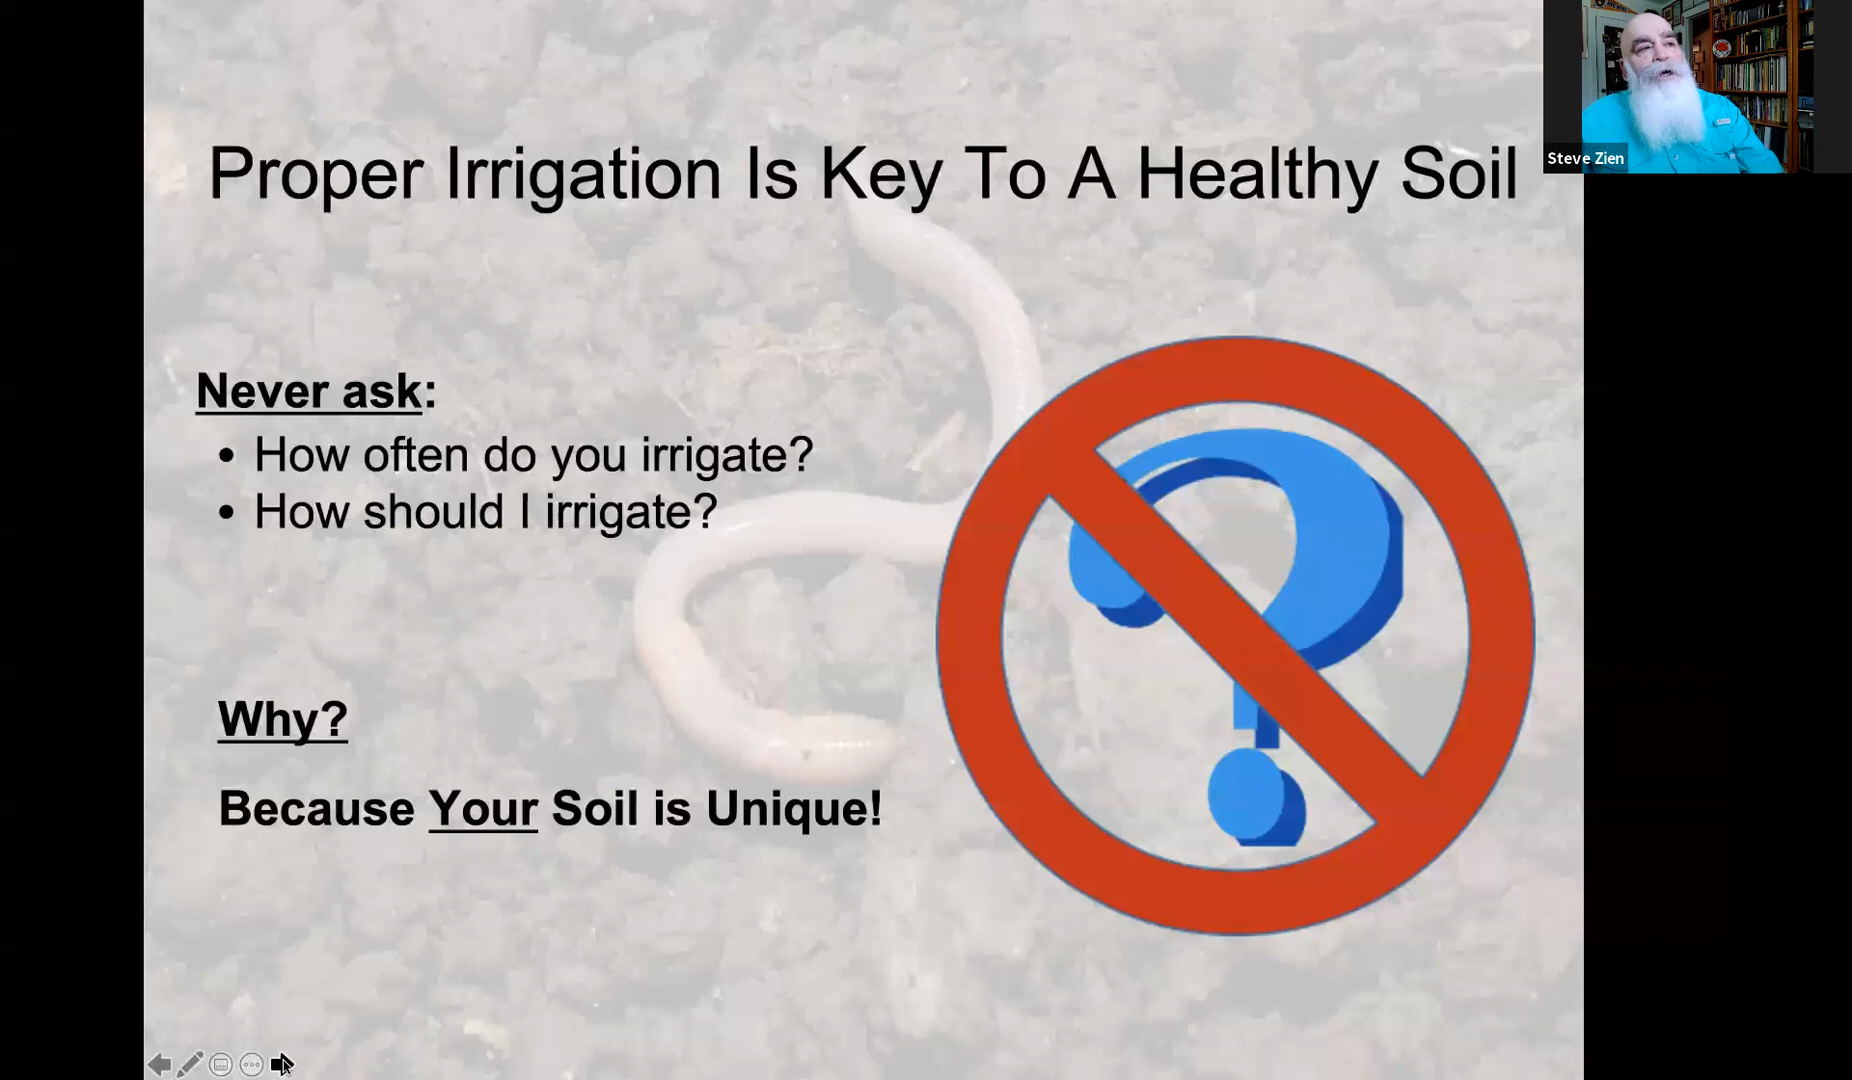 Proper Irrigation Is Key To A Healthy Soil
Steve Zien
Never ask:
• How often do you irrigate?
• How should I irrigate?
Why?
Because Your Soil is Unique!